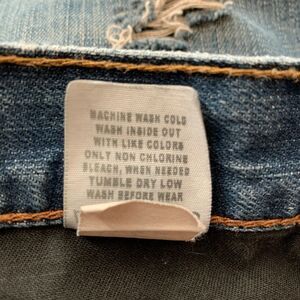 MACHINE WASH COLD
WASH INSIDE OUT
WITH LIKE COLORS
ONLY NON CHLORINE
BLEACH, WHEN NEEDED
TUMBLE DRY LOW
WASH BEFORE WEAR